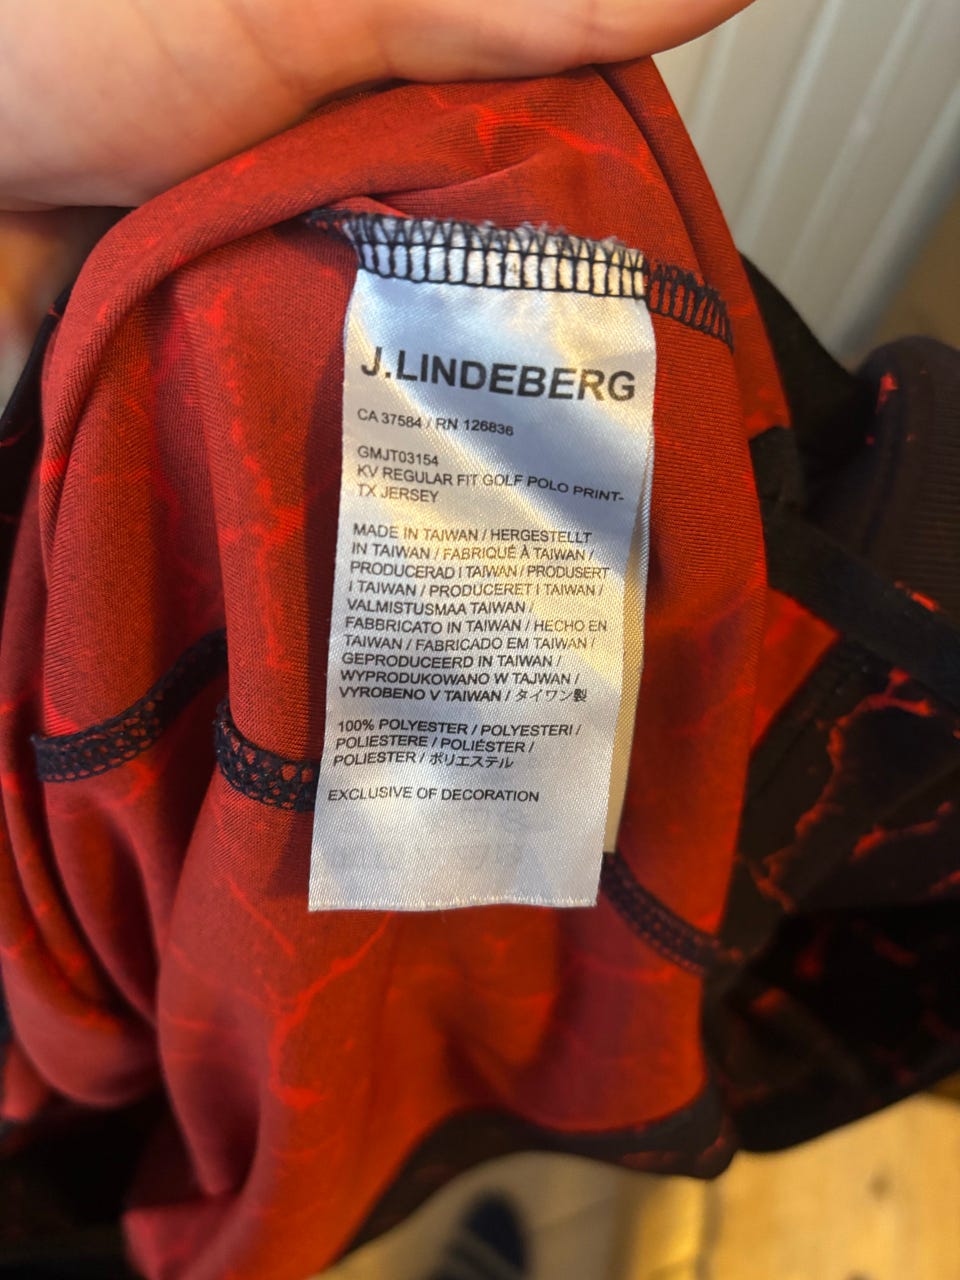 J.LINDEBERG
CA 37584 / RN 126836
GMJT03154
KV REGULAR FIT GOLF POLO PRINT-
TX JERSEY
MADE IN TAIWAN / HERGESTELLT
IN TAIWAN / FABRIQUÉ À TAIWAN /
PRODUCERAD I TAIWAN / PRODUSERT
I TAIWAN / PRODUCERET I TAIWAN /
VALMISTUSMAA TAIWAN /
FABBRICATO IN TAIWAN / HECHO EN
TAIWAN / FABRICADO EM TAIWAN /
GEPRODUCEERD IN TAIWAN /
WYPRODUKOWANO W TAJWAN /
VYROBENO V TAIWAN / タイワン製
100% POLYESTER / POLYESTERI /
POLIESTERE / POLIÉSTER /
POLIESTER / ポリエステル
EXCLUSIVE OF DECORATION